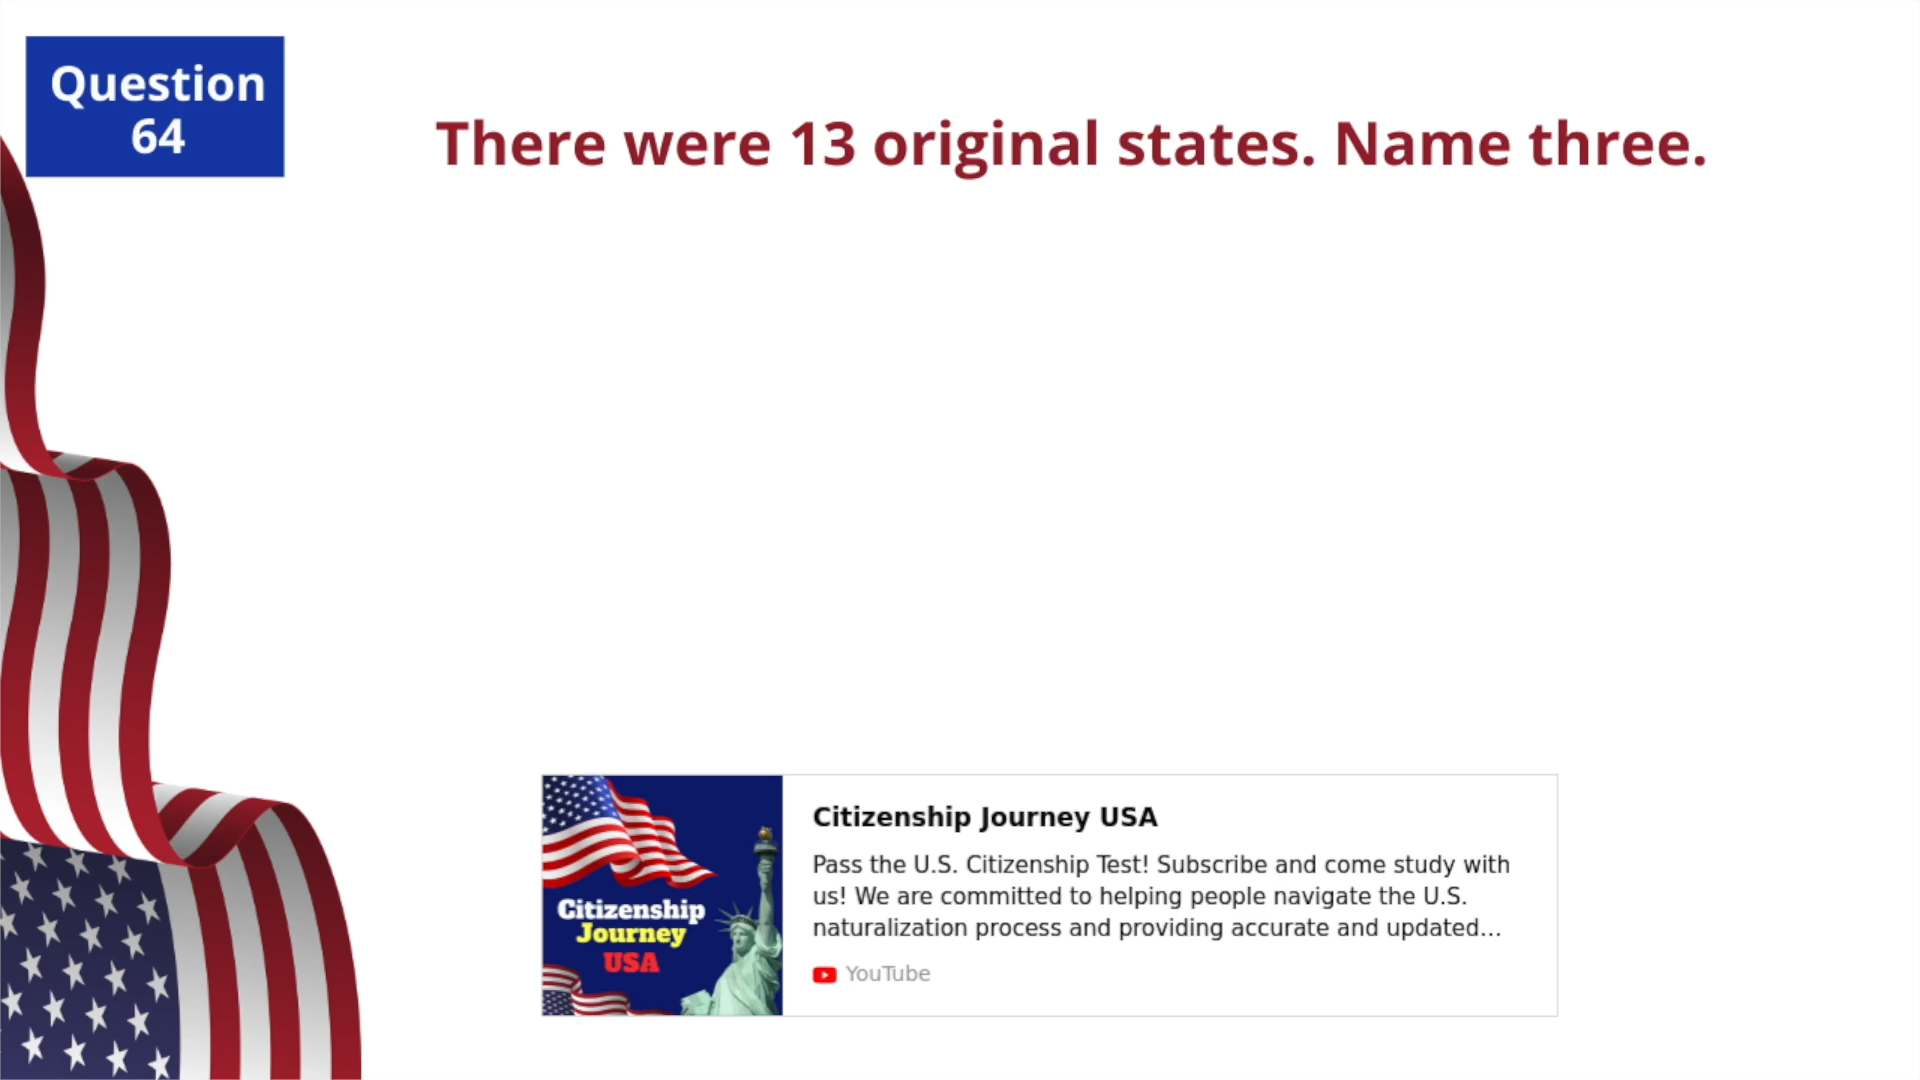 Question
64
There were 13 original states. Name three.
Citizenship Journey USA
Pass the U.S. Citizenship Test! Subscribe and come study with
us! We are committed to helping people navigate the U.S.
naturalization process and providing accurate and updated...
YouTube
Citizenship
Journey
USA